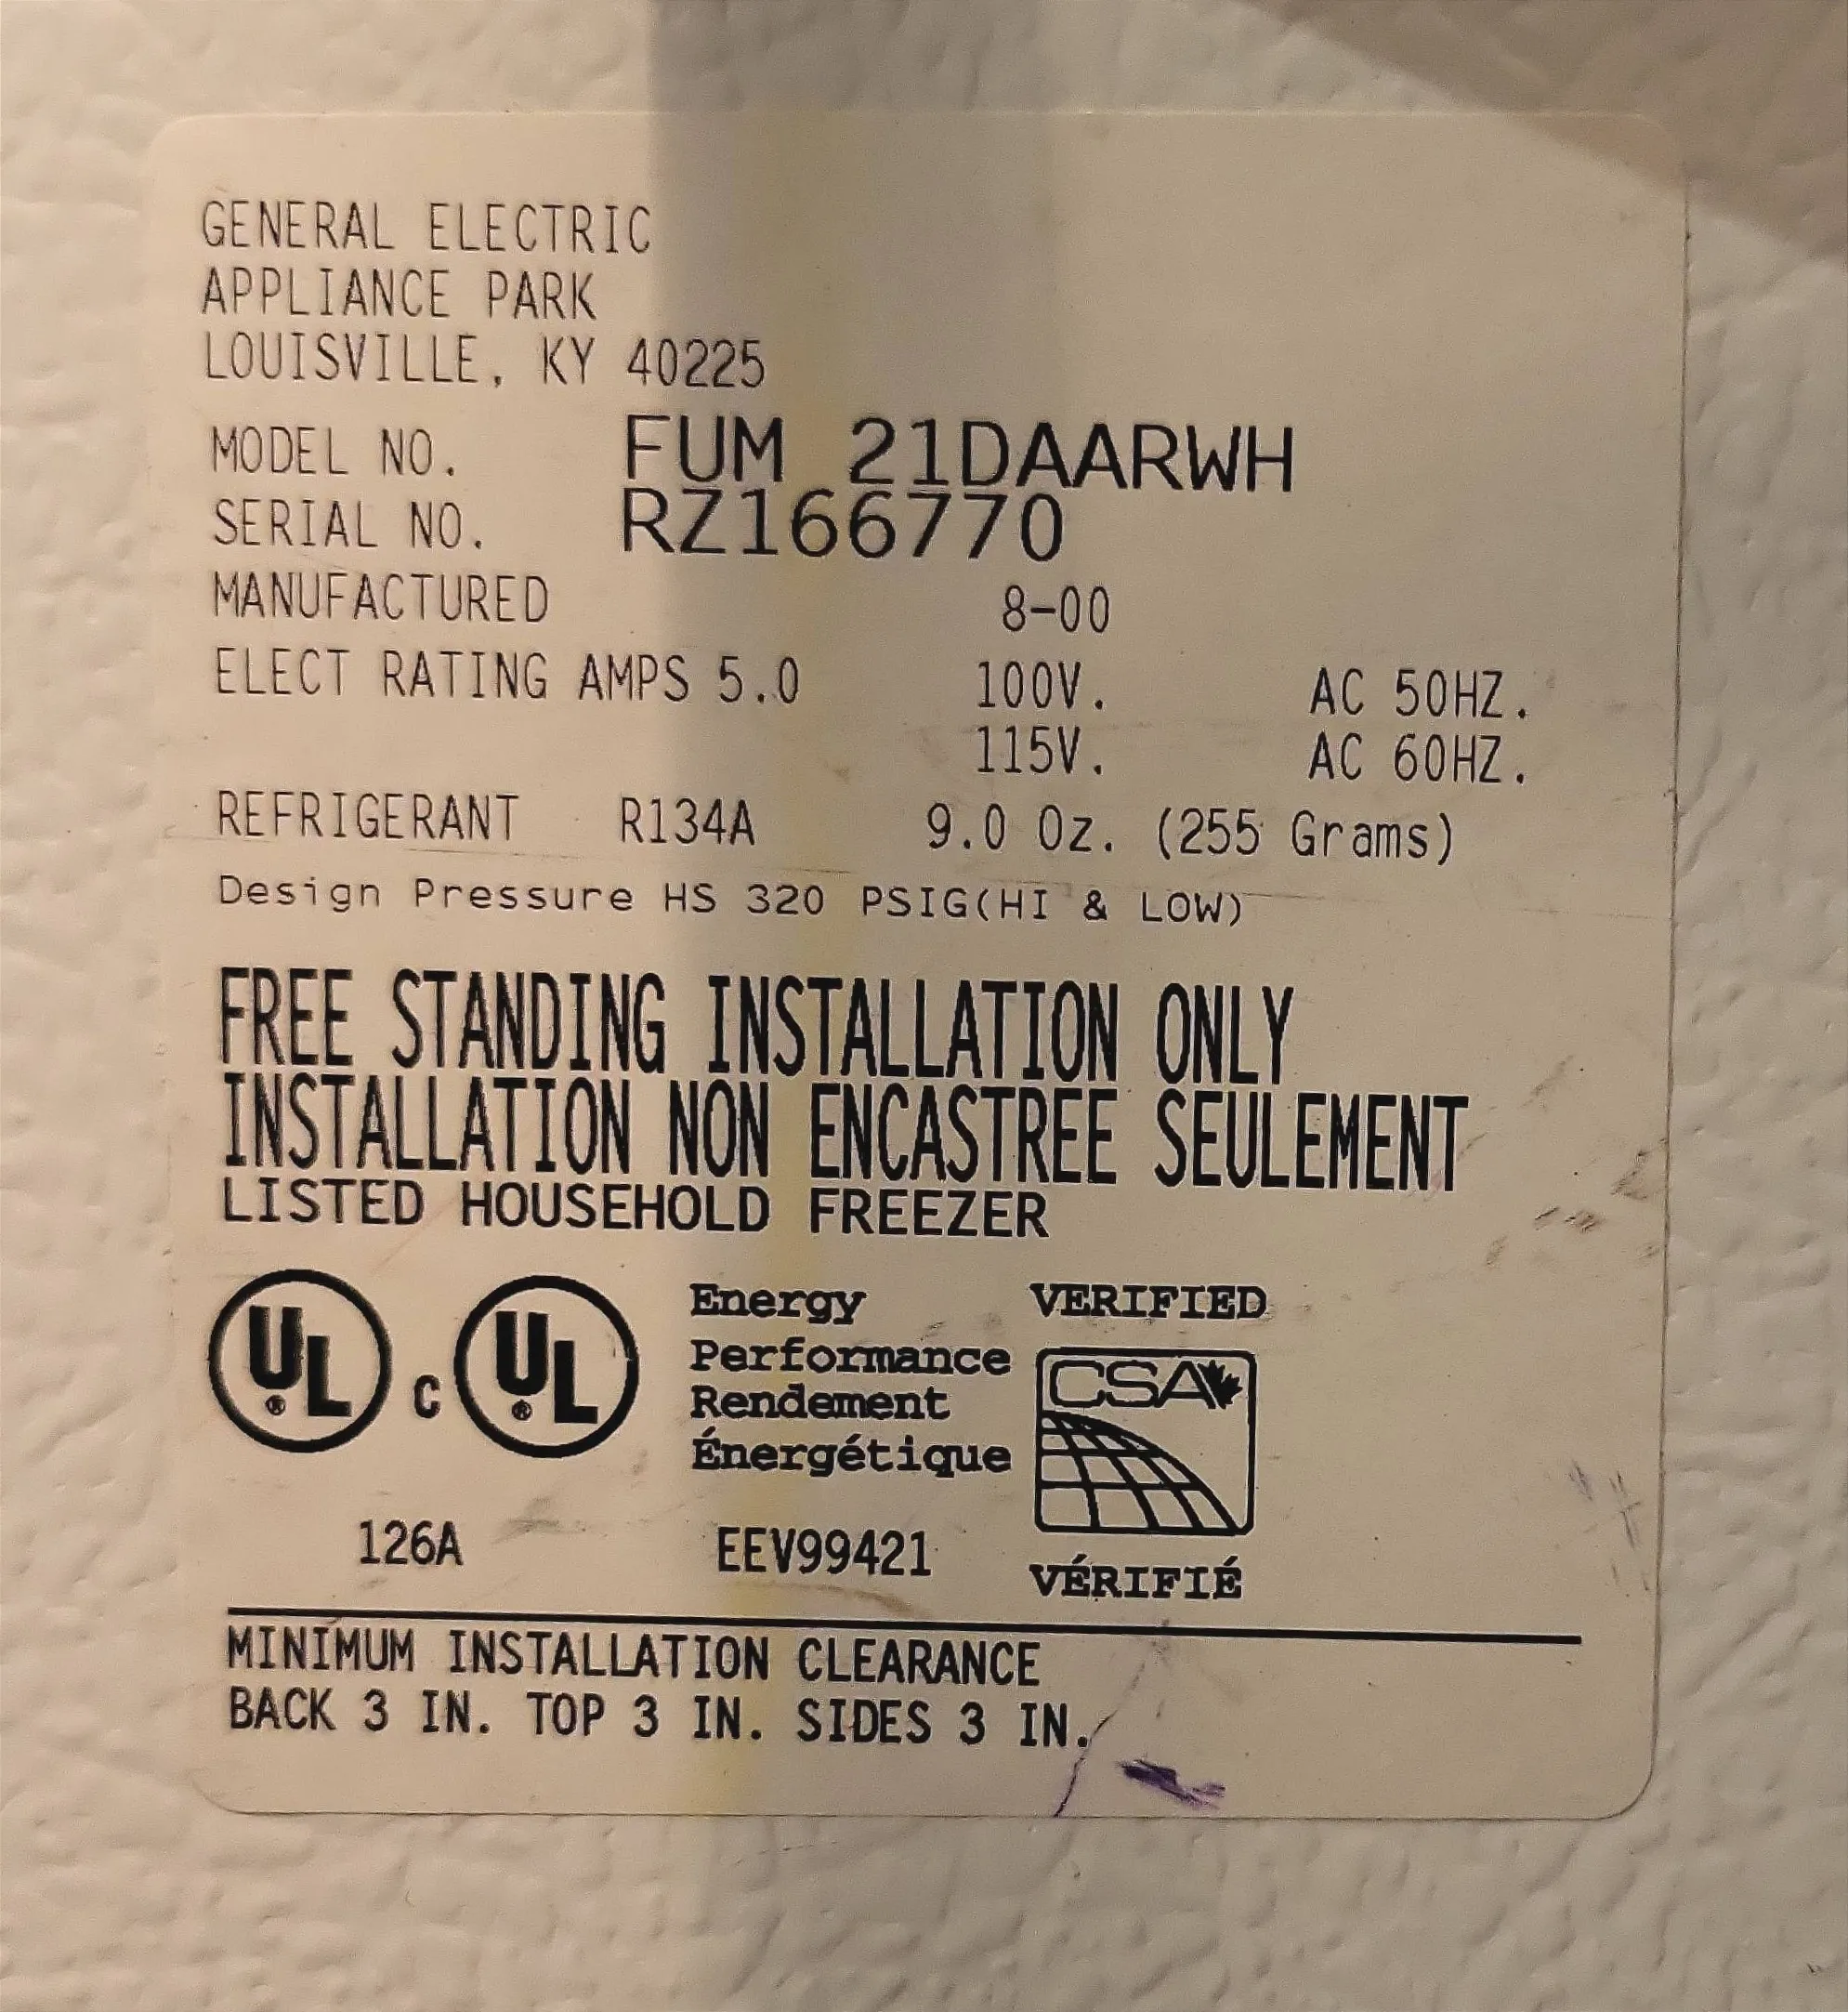 GENERAL ELECTRIC
APPLIANCE PARK
LOUISVILLE, KY 40225
MODEL NO. FUM 21DAARWH
SERIAL NO. RZ166770
MANUFACTURED 8-00
ELECT RATING AMPS 5.0 100V. AC 50HZ.
115V. AC 60HZ.
REFRIGERANT R134A 9.0 Oz. (255 Grams)
Design Pressure HS 320 PSIG(HI & LOW)
FREE STANDING INSTALLATION ONLY
INSTALLATION NON ENCASTREE SEULEMENT
LISTED HOUSEHOLD FREEZER
UL® C UL®
126A
Energy
Performance
Rendement
Énergétique
EEV99421
VERIFIED
CSA
VÉRIFIÉ
MINIMUM INSTALLATION CLEARANCE
BACK 3 IN. TOP 3 IN. SIDES 3 IN.